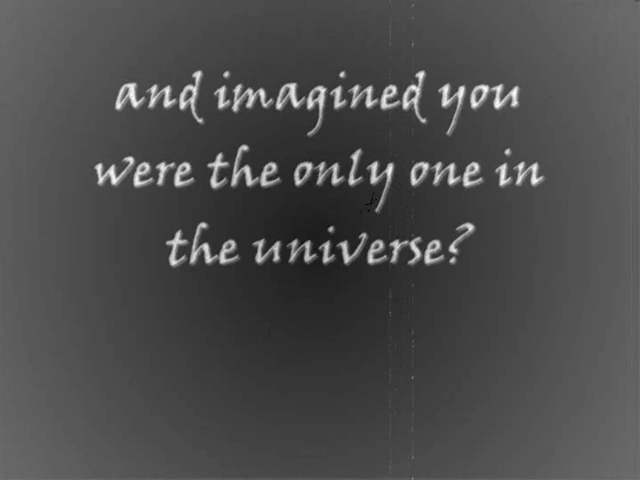 and imagined you
were the only one in
the universe?